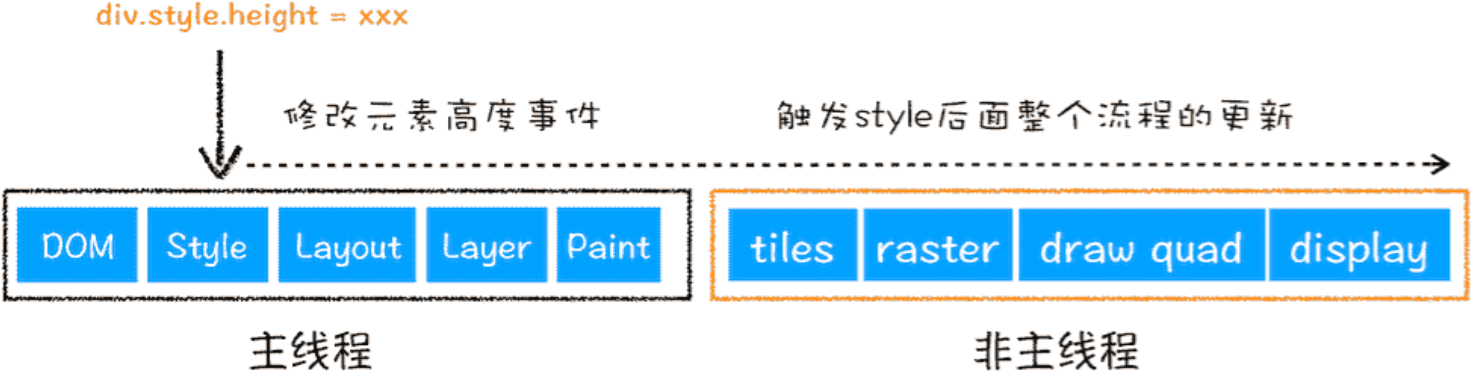 div.style.height = xxx
修改元素高度事件 触发style后面整个流程的更新
DOM Style Layout Layer Paint tiles raster draw quad display
主线程 非主线程